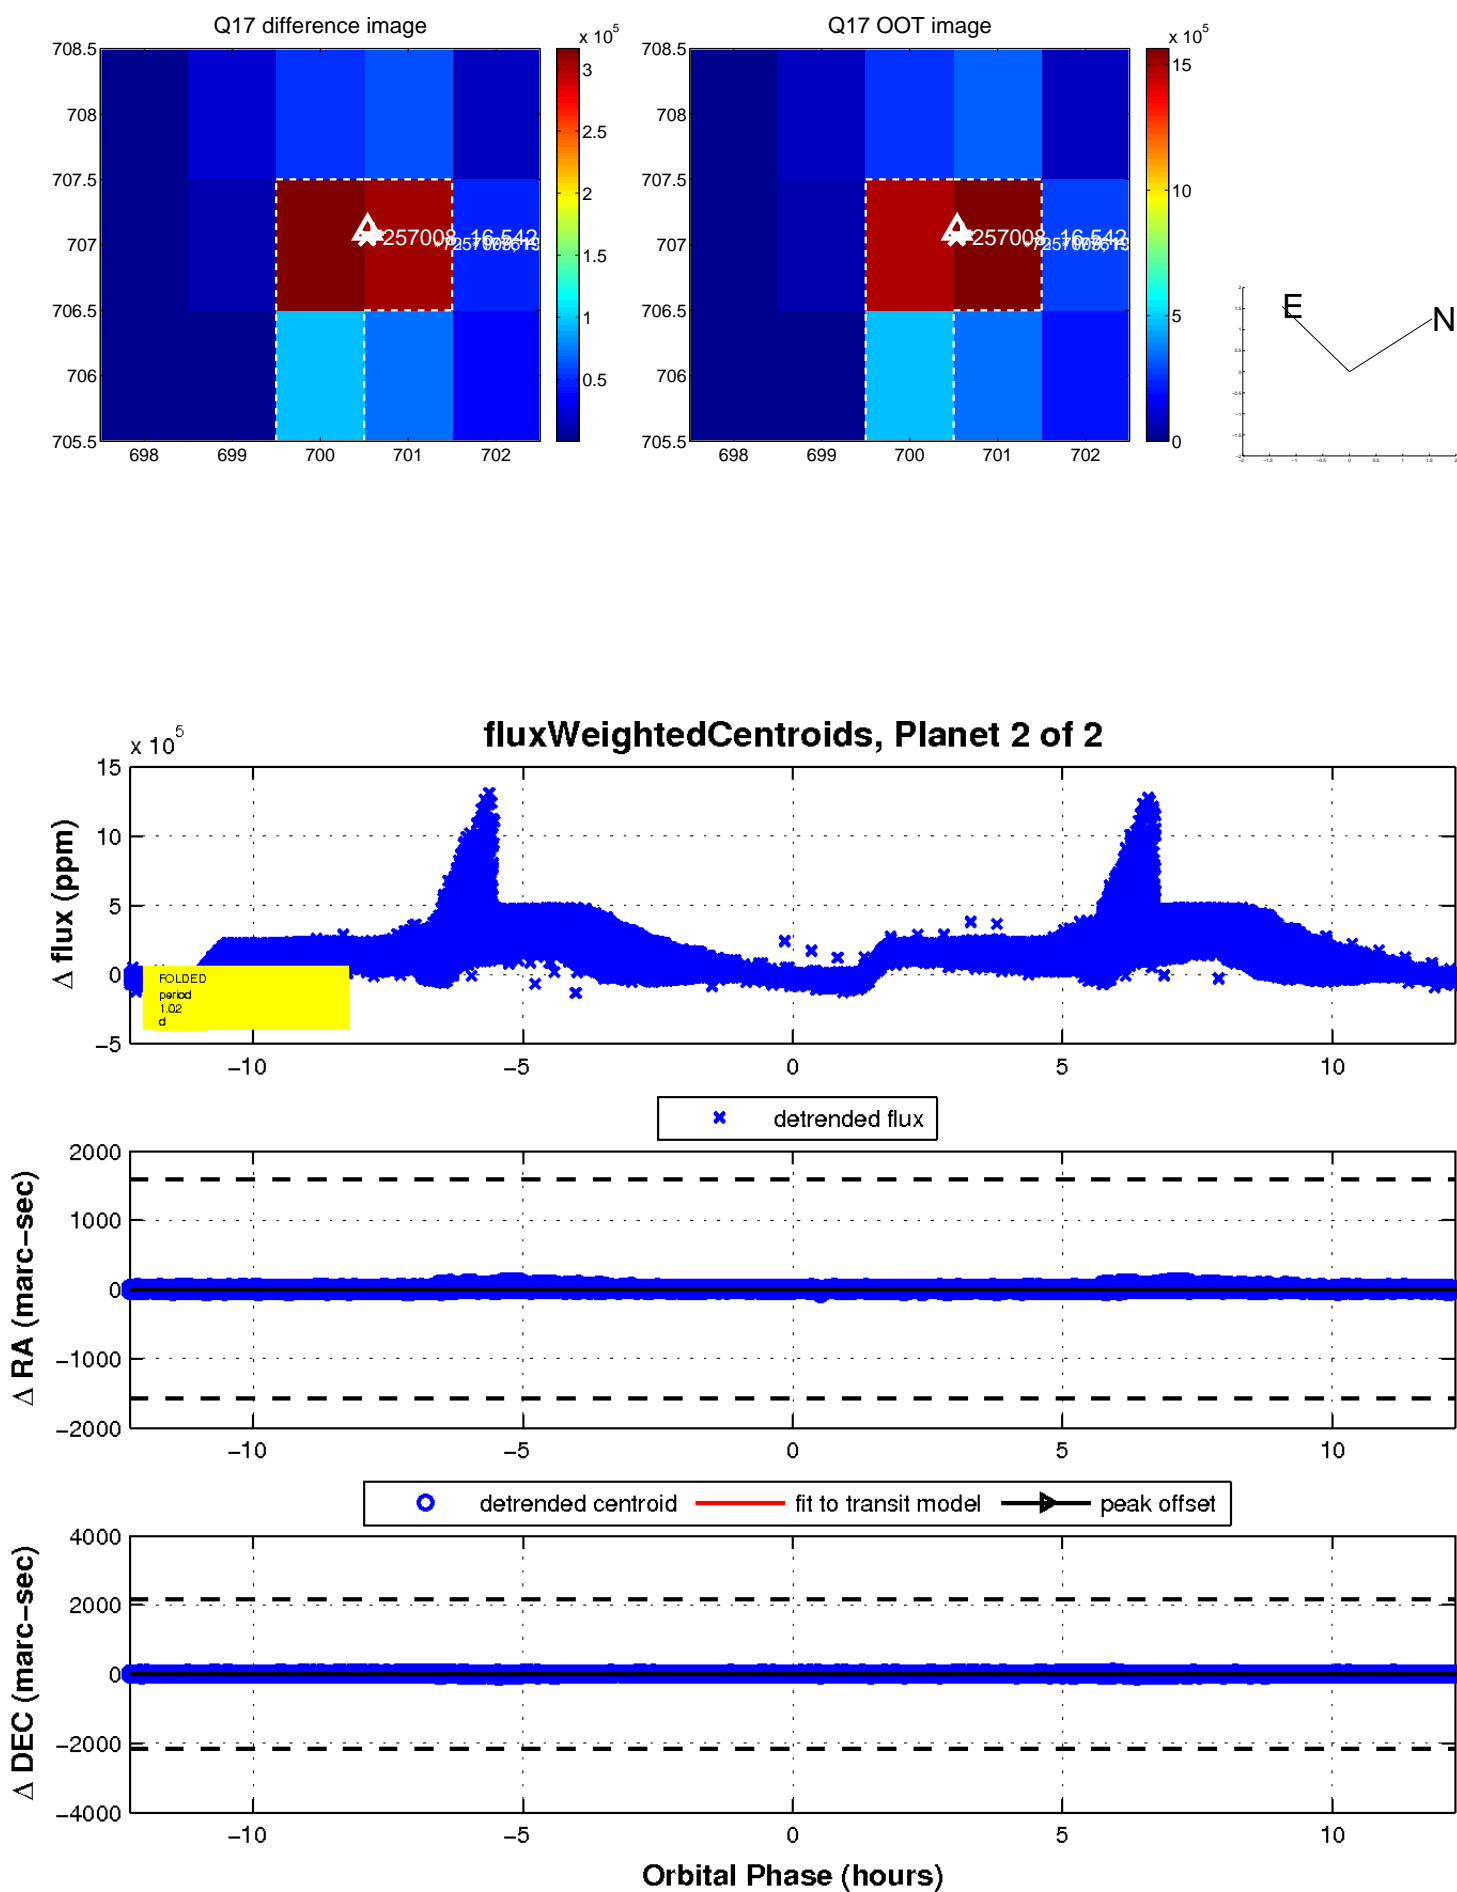 Q17 difference image
Q17 OOT image
x 10^5
x 10^5
708.5
708
707.5
707
706.5
706
705.5
698 699 700 701 702
3
2.5
2
1.5
1
0.5
708.5
708
707.5
707
706.5
706
705.5
698 699 700 701 702
15
10
5
0
E
N
fluxWeightedCentroids, Planet 2 of 2
x 10^5
Δ flux (ppm)
15
10
5
0
−5
FOLDED
period
1.02
d
−10 −5 0 5 10
detrended flux
Δ RA (marc−sec)
2000
1000
0
−1000
−2000
−10 −5 0 5 10
detrended centroid fit to transit model peak offset
Δ DEC (marc−sec)
4000
2000
0
−2000
−4000
−10 −5 0 5 10
Orbital Phase (hours)